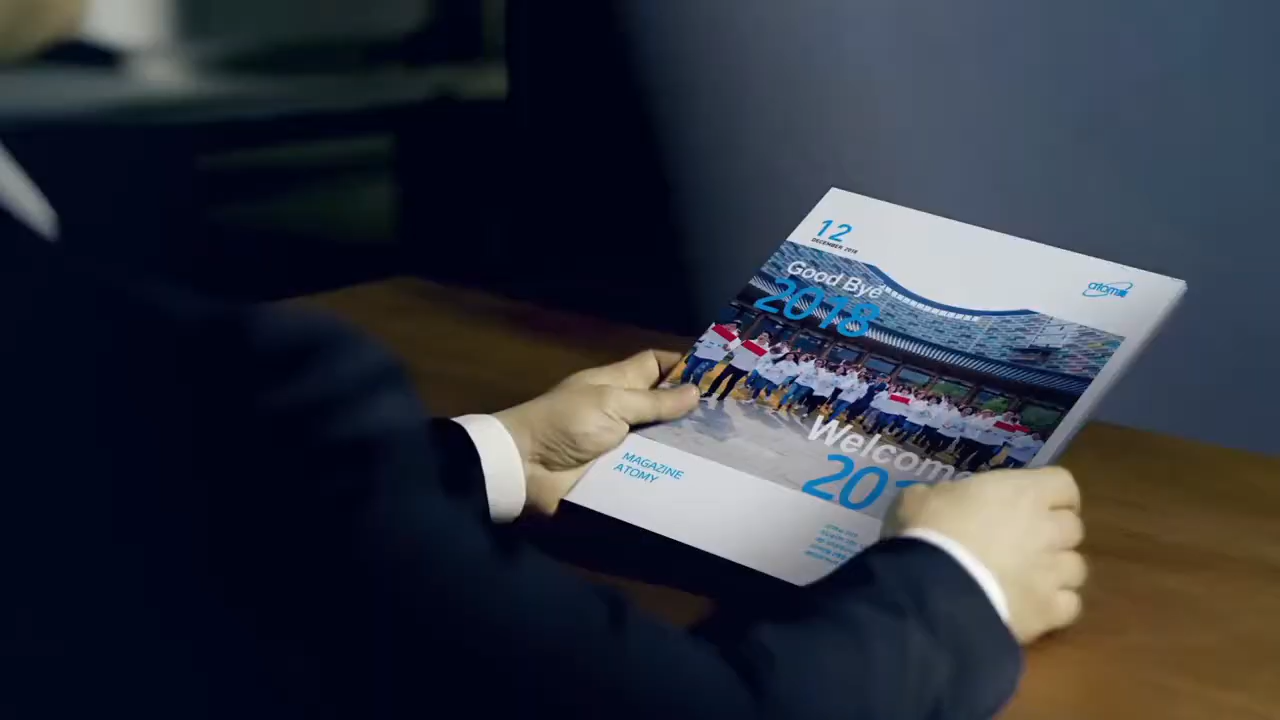 12
DECEMBER 2018
atomy
Good Bye
2018
Welcome
MAGAZINE
ATOMY